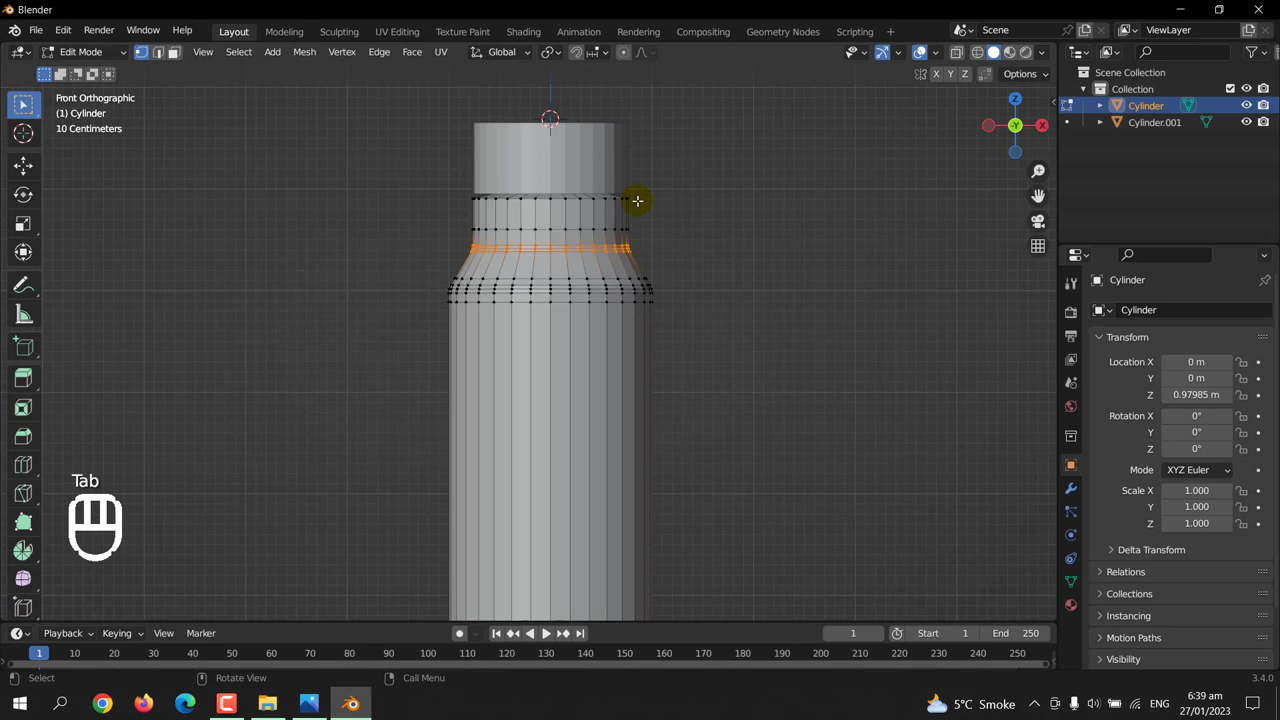 Blender
File Edit Render Window Help
Layout Modeling Sculpting UV Editing Texture Paint Shading Animation Rendering Compositing Geometry Nodes Scripting
Scene
ViewLayer
Edit Mode View Select Add Mesh Vertex Edge Face UV Global
X Y Z Options
Front Orthographic
(1) Cylinder
10 Centimeters
Z
-Y X
Tab
Scene Collection
Collection
Cylinder
Cylinder.001
Cylinder
Cylinder
Transform
Location X 0 m
Y 0 m
Z 0.97985 m
Rotation X 0°
Y 0°
Z 0°
Mode XYZ Euler
Scale X 1.000
Y 1.000
Z 1.000
Delta Transform
Relations
Collections
Instancing
Motion Paths
Visibility
Playback Keying View Marker 1 Start 1 End 250
1 10 20 30 40 50 60 70 80 90 100 110 120 130 140 150 160 170 180 190 200 210 220 230 240 250
Select Rotate View Call Menu 3.4.0
5°C Smoke ENG 6:39 am
27/01/2023